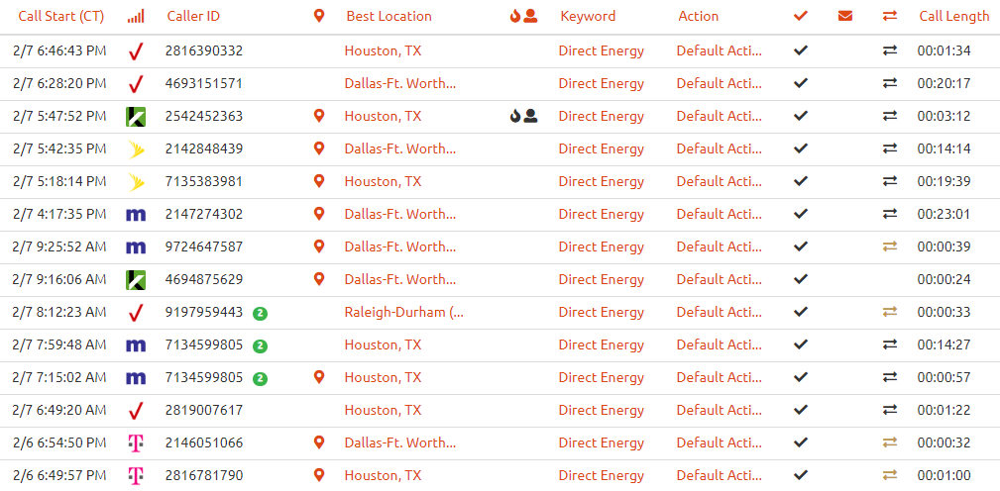 Call Start (CT) Caller ID Best Location Keyword Action Call Length
2/7 6:46:43 PM 2816390332 Houston, TX Direct Energy Default Acti... 00:01:34
2/7 6:28:20 PM 4693151571 Dallas-Ft. Worth... Direct Energy Default Acti... 00:20:17
2/7 5:47:52 PM 2542452363 Houston, TX Direct Energy Default Acti... 00:03:12
2/7 5:42:35 PM 2142848439 Dallas-Ft. Worth... Direct Energy Default Acti... 00:14:14
2/7 5:18:14 PM 7135383981 Houston, TX Direct Energy Default Acti... 00:19:39
2/7 4:17:35 PM m 2147274302 Dallas-Ft. Worth... Direct Energy Default Acti... 00:23:01
2/7 9:25:52 AM m 9724647587 Dallas-Ft. Worth... Direct Energy Default Acti... 00:00:39
2/7 9:16:06 AM 4694875629 Dallas-Ft. Worth... Direct Energy Default Acti... 00:00:24
2/7 8:12:23 AM 9197959443 2 Raleigh-Durham (... Direct Energy Default Acti... 00:00:33
2/7 7:59:48 AM m 7134599805 2 Houston, TX Direct Energy Default Acti... 00:14:27
2/7 7:15:02 AM m 7134599805 2 Houston, TX Direct Energy Default Acti... 00:00:57
2/7 6:49:20 AM 2819007617 Houston, TX Direct Energy Default Acti... 00:01:22
2/6 6:54:50 PM T 2146051066 Dallas-Ft. Worth... Direct Energy Default Acti... 00:00:32
2/6 6:49:57 PM T 2816781790 Houston, TX Direct Energy Default Acti... 00:01:00